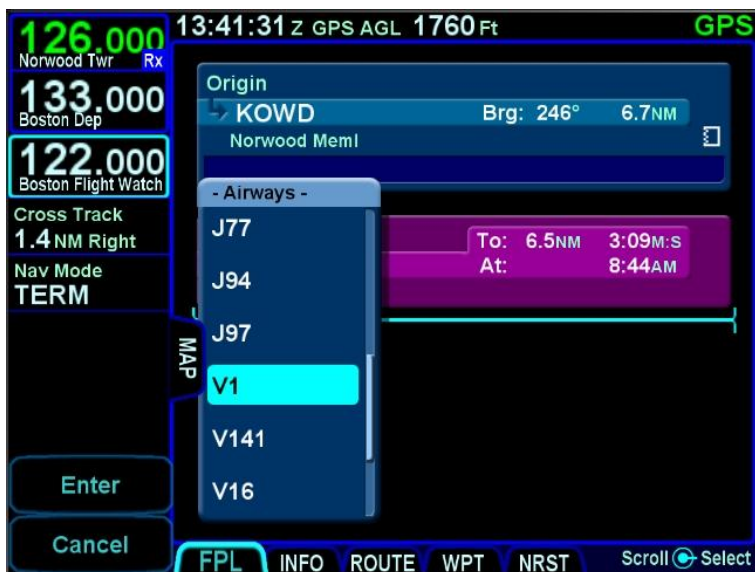 126.000
Norwood Twr Rx
133.000
Boston Dep
122.000
Boston Flight Watch
Cross Track
1.4 NM Right
Nav Mode
TERM
Enter
Cancel
13:41:31 Z GPS AGL 1760 Ft GPS
Origin
KOWD Brg: 246° 6.7NM
Norwood Meml
- Airways -
J77
J94
J97
V1
V141
V16
To: 6.5NM 3:09M:S
At: 8:44AM
MAP
FPL INFO ROUTE WPT NRST Scroll Select